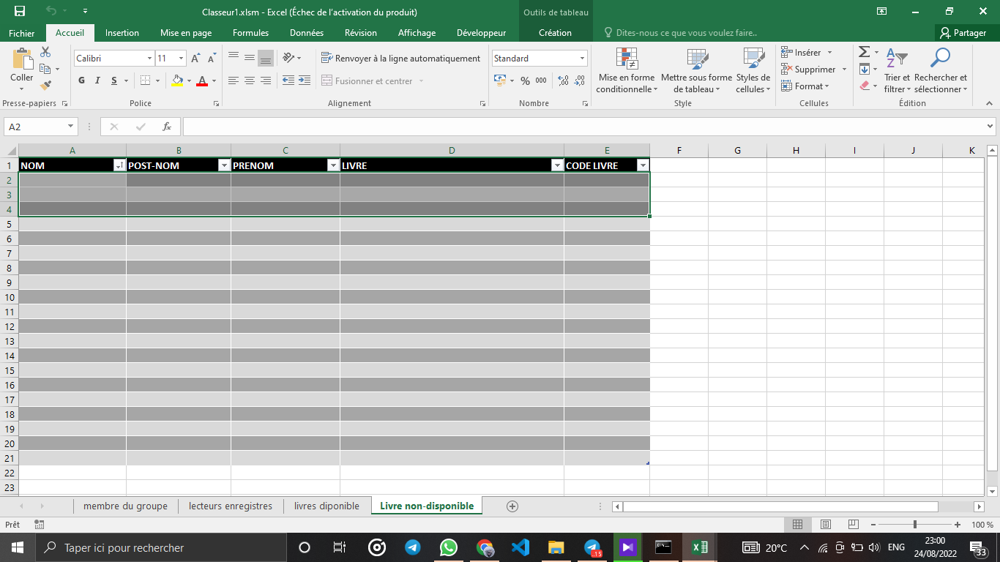 Classeur1.xlsm - Excel (Échec de l'activation du produit)
Outils de tableau
Fichier Accueil Insertion Mise en page Formules Données Révision Affichage Développeur Création Dites-nous ce que vous voulez faire.. Partager
Coller
Calibri 11
Renvoyer à la ligne automatiquement
Standard
G I S
Fusionner et centrer
% 000
Mise en forme conditionnelle
Mettre sous forme de tableau
Styles de cellules
Insérer
Supprimer
Format
Trier et filtrer
Rechercher et sélectionner
Presse-papiers Police Alignement Nombre Style Cellules Édition
A2 fx
A B C D E F G H I J K
1 NOM POST-NOM PRENOM LIVRE CODE LIVRE
2
3
4
5
6
7
8
9
10
11
12
13
14
15
16
17
18
19
20
21
22
23
membre du groupe lecteurs enregistres livres diponible Livre non-disponible
Prêt 100 %
Taper ici pour rechercher
..15
20°C ENG 23:00
24/08/2022
33